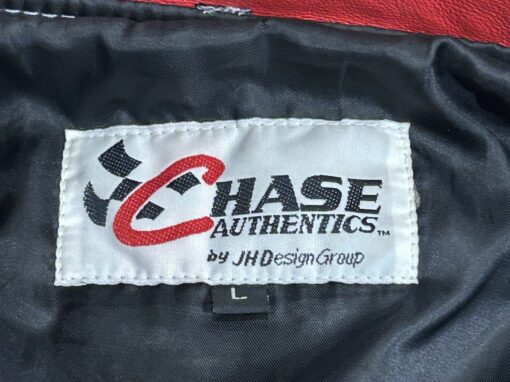 CHASE
AUTHENTICS™
by JH Design Group
L